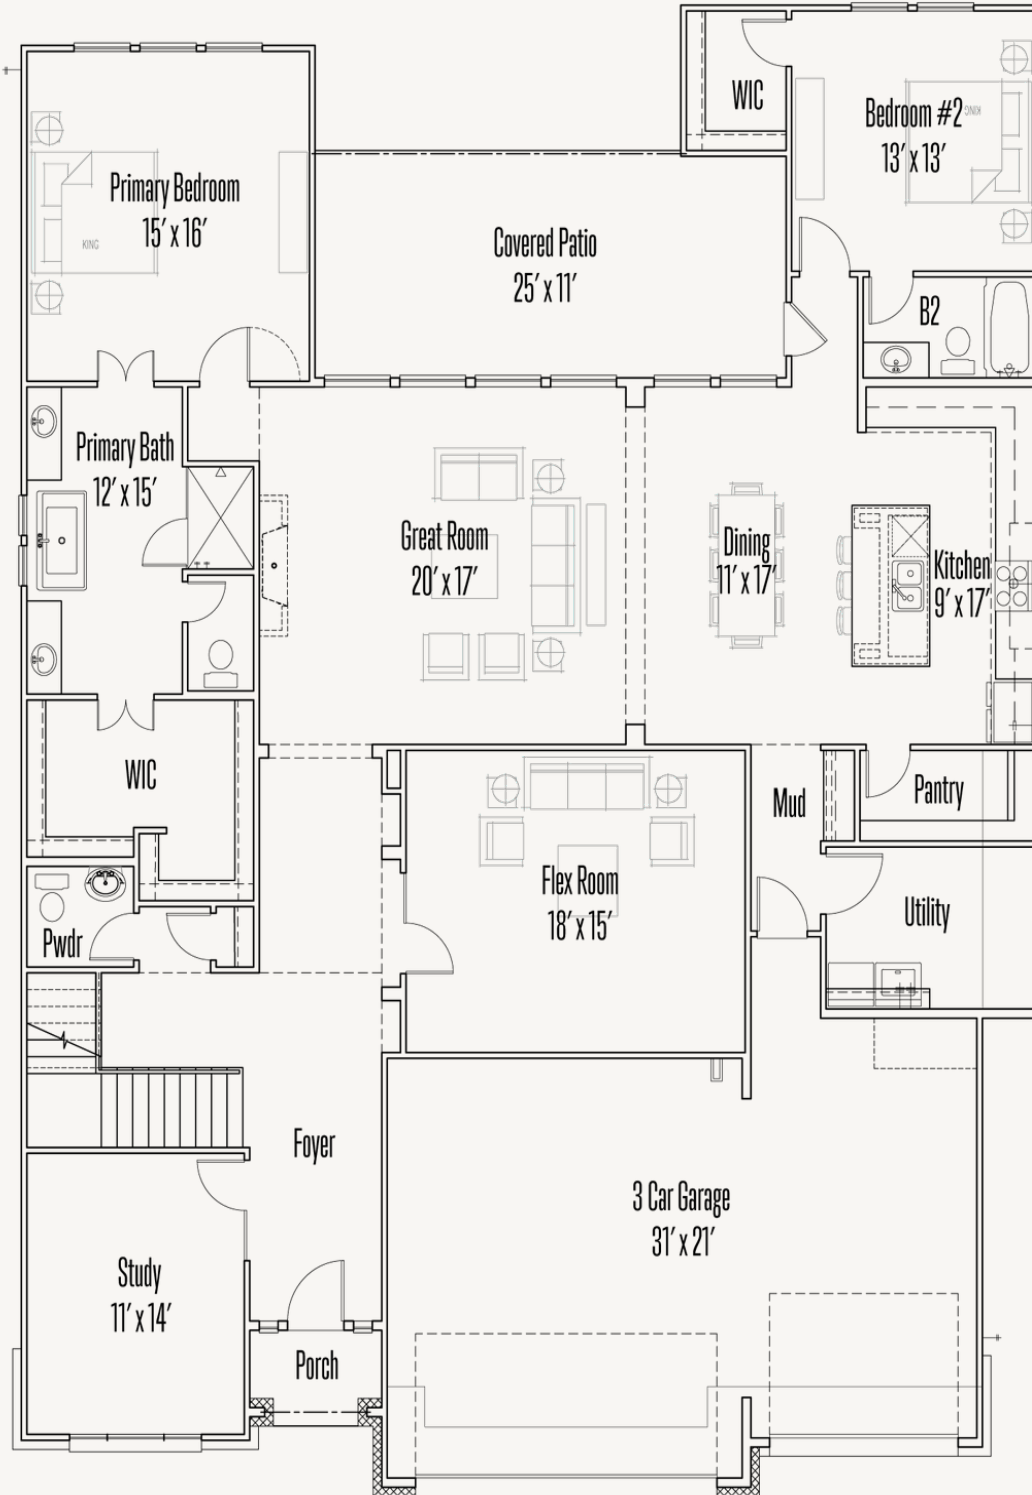 WIC
Bedroom #2
13' x 13'
KING
Primary Bedroom
15' x 16'
KING
Covered Patio
25' x 11'
B2
Primary Bath
12' x 15'
Great Room
20' x 17'
Dining
11' x 17'
Kitchen
9' x 17'
WIC
Mud
Pantry
Flex Room
18' x 15'
Utility
Pwdr
Foyer
3 Car Garage
31' x 21'
Study
11' x 14'
Porch